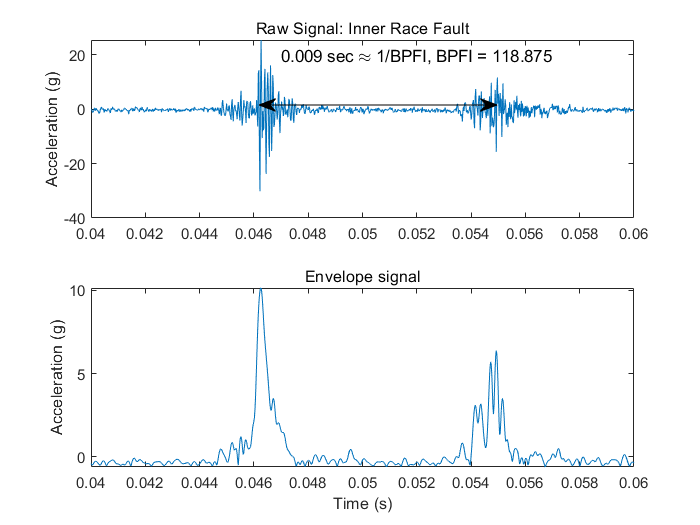 Raw Signal: Inner Race Fault
0.009 sec ≈ 1/BPFI, BPFI = 118.875
Acceleration (g)
20
0
-20
-40
0.04 0.042 0.044 0.046 0.048 0.05 0.052 0.054 0.056 0.058 0.06
Envelope signal
Acceleration (g)
10
5
0
0.04 0.042 0.044 0.046 0.048 0.05 0.052 0.054 0.056 0.058 0.06
Time (s)